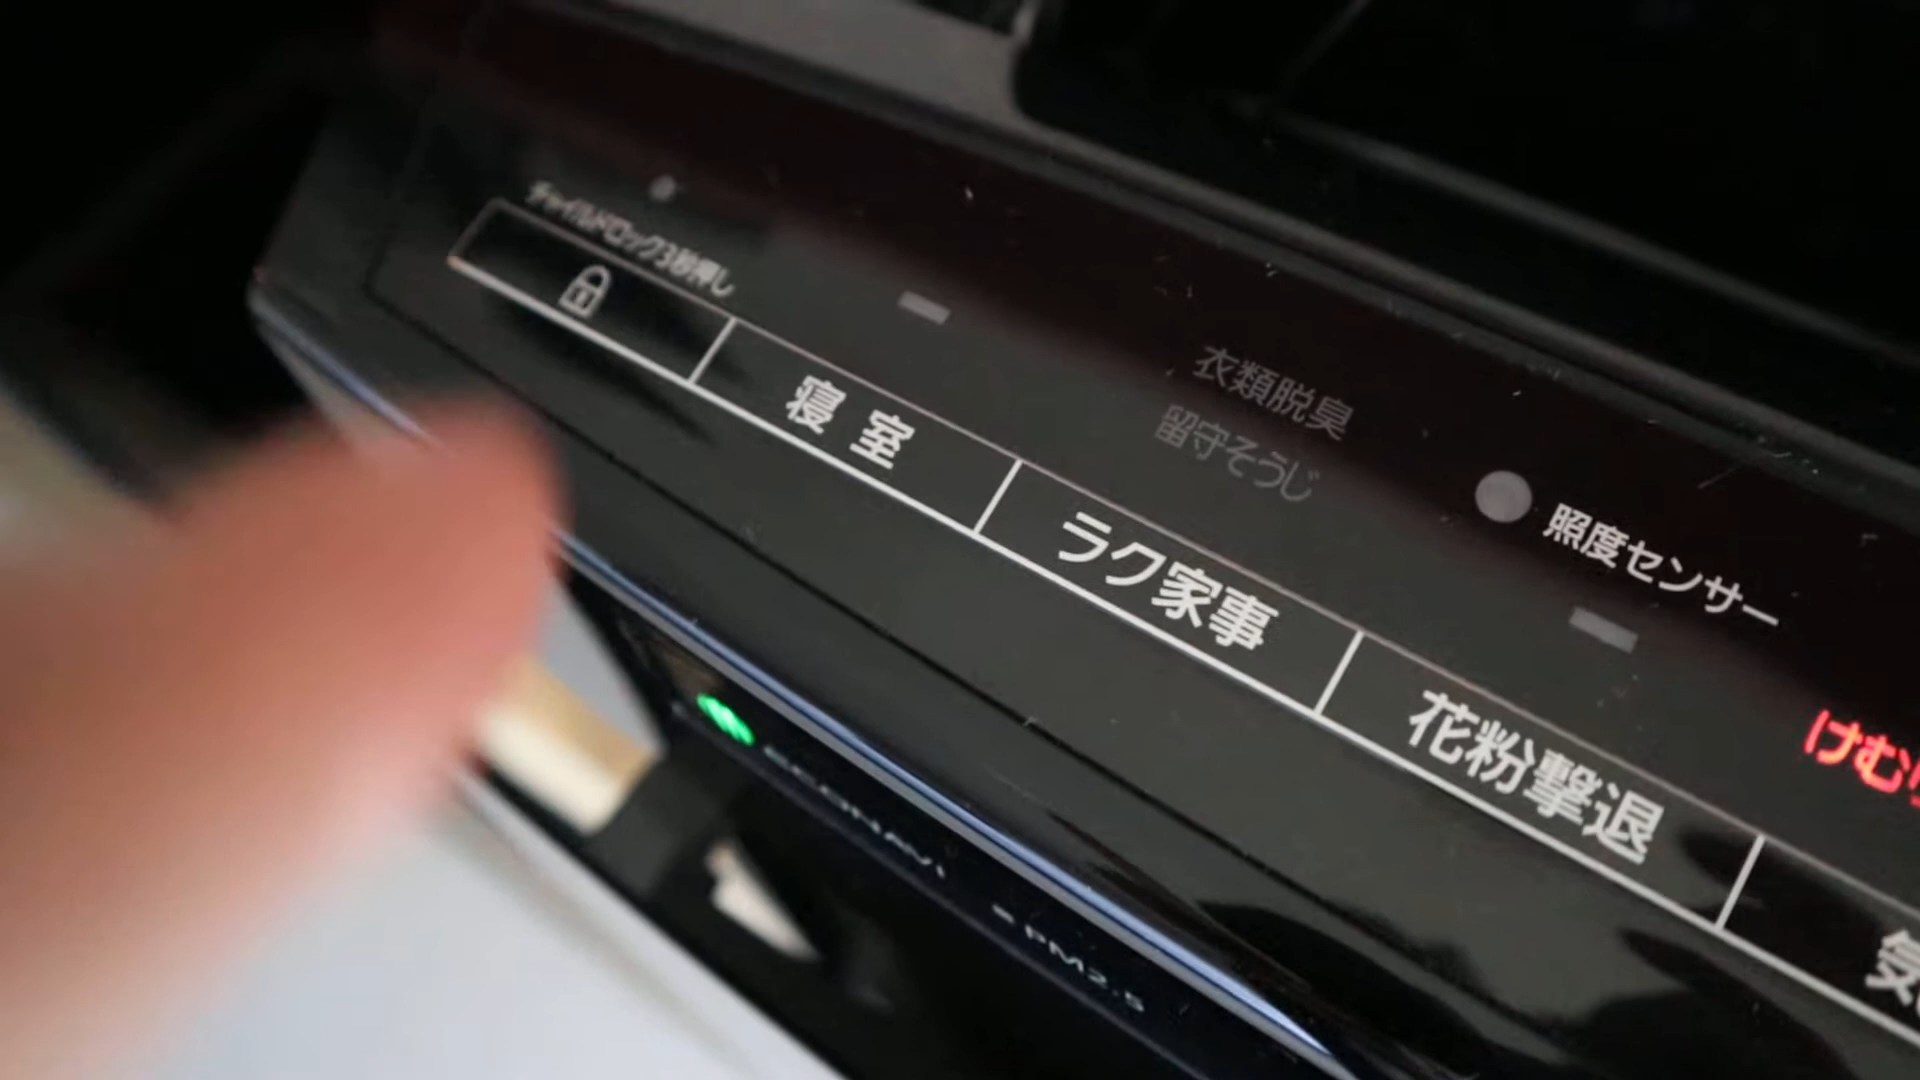 チャイルドロック3秒押し
寝室
衣類脱臭
留守そうじ
ラク家事
照度センサー
花粉撃退
けむり
気
ECONAVI
PM2.5